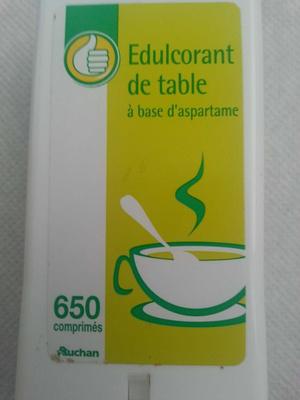 Edulcorant
de table
à base d'aspartame
650
comprimés
Auchan